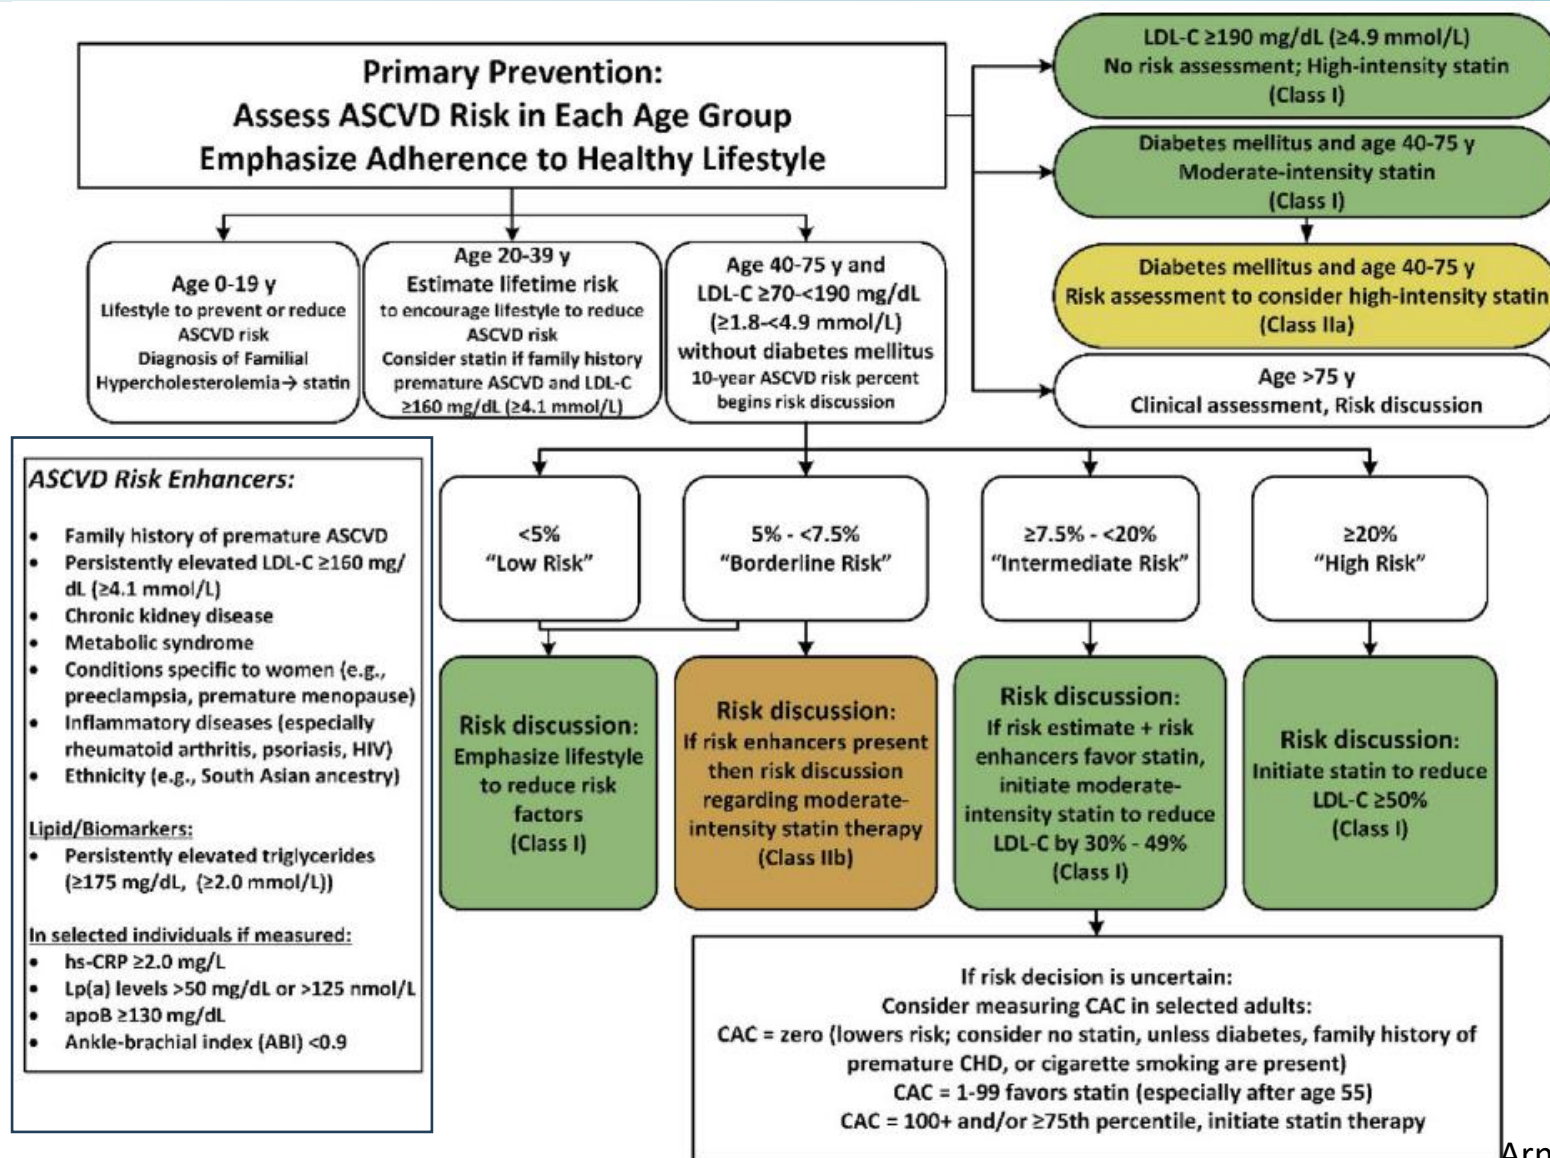 Primary Prevention:
Assess ASCVD Risk in Each Age Group
Emphasize Adherence to Healthy Lifestyle
LDL-C ≥190 mg/dL (≥4.9 mmol/L)
No risk assessment; High-intensity statin
(Class I)
Diabetes mellitus and age 40-75 y
Moderate-intensity statin
(Class I)
Diabetes mellitus and age 40-75 y
Risk assessment to consider high-intensity statin
(Class IIa)
Age >75 y
Clinical assessment, Risk discussion
Age 0-19 y
Lifestyle to prevent or reduce
ASCVD risk
Diagnosis of Familial
Hypercholesterolemia→ statin
Age 20-39 y
Estimate lifetime risk
to encourage lifestyle to reduce
ASCVD risk
Consider statin if family history
premature ASCVD and LDL-C
≥160 mg/dL (≥4.1 mmol/L)
Age 40-75 y and
LDL-C ≥70-<190 mg/dL
(≥1.8-<4.9 mmol/L)
without diabetes mellitus
10-year ASCVD risk percent
begins risk discussion
ASCVD Risk Enhancers:
• Family history of premature ASCVD
• Persistently elevated LDL-C ≥160 mg/
dL (≥4.1 mmol/L)
• Chronic kidney disease
• Metabolic syndrome
• Conditions specific to women (e.g.,
preeclampsia, premature menopause)
• Inflammatory diseases (especially
rheumatoid arthritis, psoriasis, HIV)
• Ethnicity (e.g., South Asian ancestry)
Lipid/Biomarkers:
• Persistently elevated triglycerides
(≥175 mg/dL, (≥2.0 mmol/L))
In selected individuals if measured:
• hs-CRP ≥2.0 mg/L
• Lp(a) levels >50 mg/dL or >125 nmol/L
• apoB ≥130 mg/dL
• Ankle-brachial index (ABI) <0.9
<5%
“Low Risk”
5% - <7.5%
“Borderline Risk”
≥7.5% - <20%
“Intermediate Risk”
≥20%
“High Risk”
Risk discussion:
Emphasize lifestyle
to reduce risk
factors
(Class I)
Risk discussion:
If risk enhancers present
then risk discussion
regarding moderate-
intensity statin therapy
(Class IIb)
Risk discussion:
If risk estimate + risk
enhancers favor statin,
initiate moderate-
intensity statin to reduce
LDL-C by 30% - 49%
(Class I)
Risk discussion:
Initiate statin to reduce
LDL-C ≥50%
(Class I)
If risk decision is uncertain:
Consider measuring CAC in selected adults:
CAC = zero (lowers risk; consider no statin, unless diabetes, family history of
premature CHD, or cigarette smoking are present)
CAC = 1-99 favors statin (especially after age 55)
CAC = 100+ and/or ≥75th percentile, initiate statin therapy